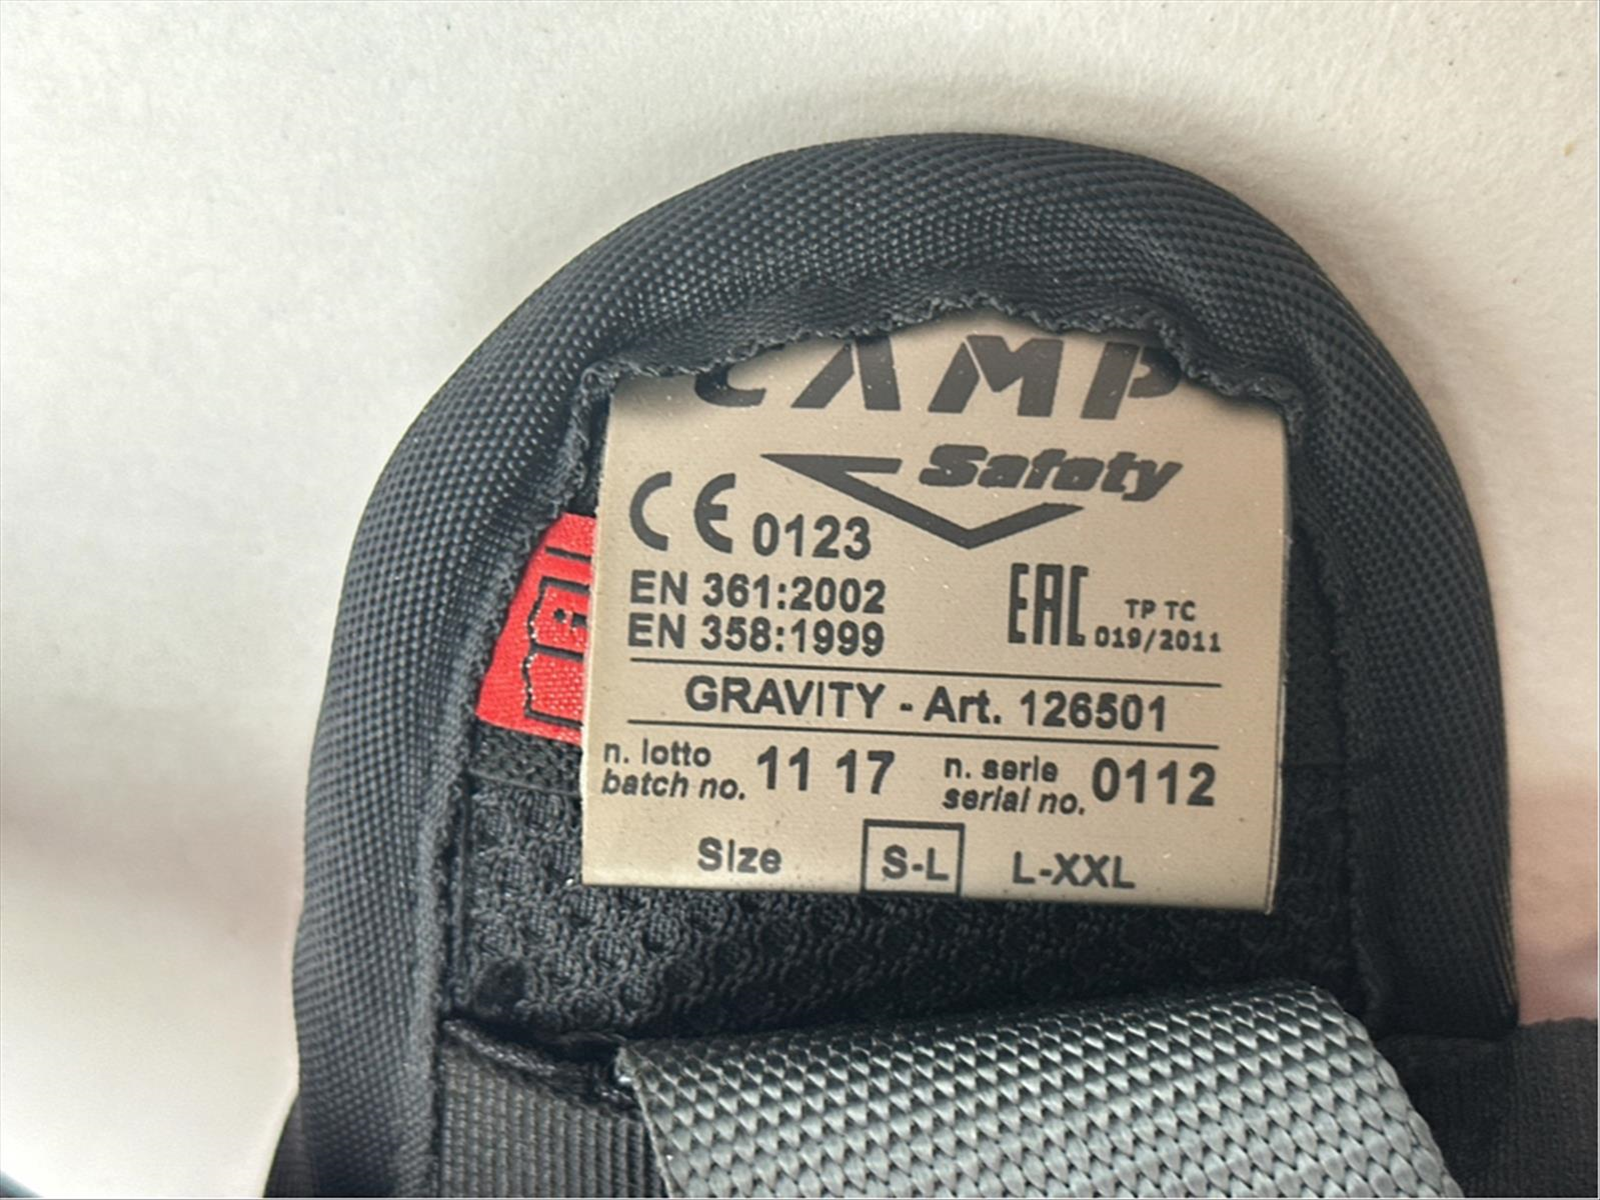 CAMP
Safety
CE 0123
EN 361:2002
EN 358:1999
EAC TP TC
019/2011
GRAVITY - Art. 126501
n. lotto
batch no. 11 17
n. serie
serial no. 0112
Size S-L L-XXL